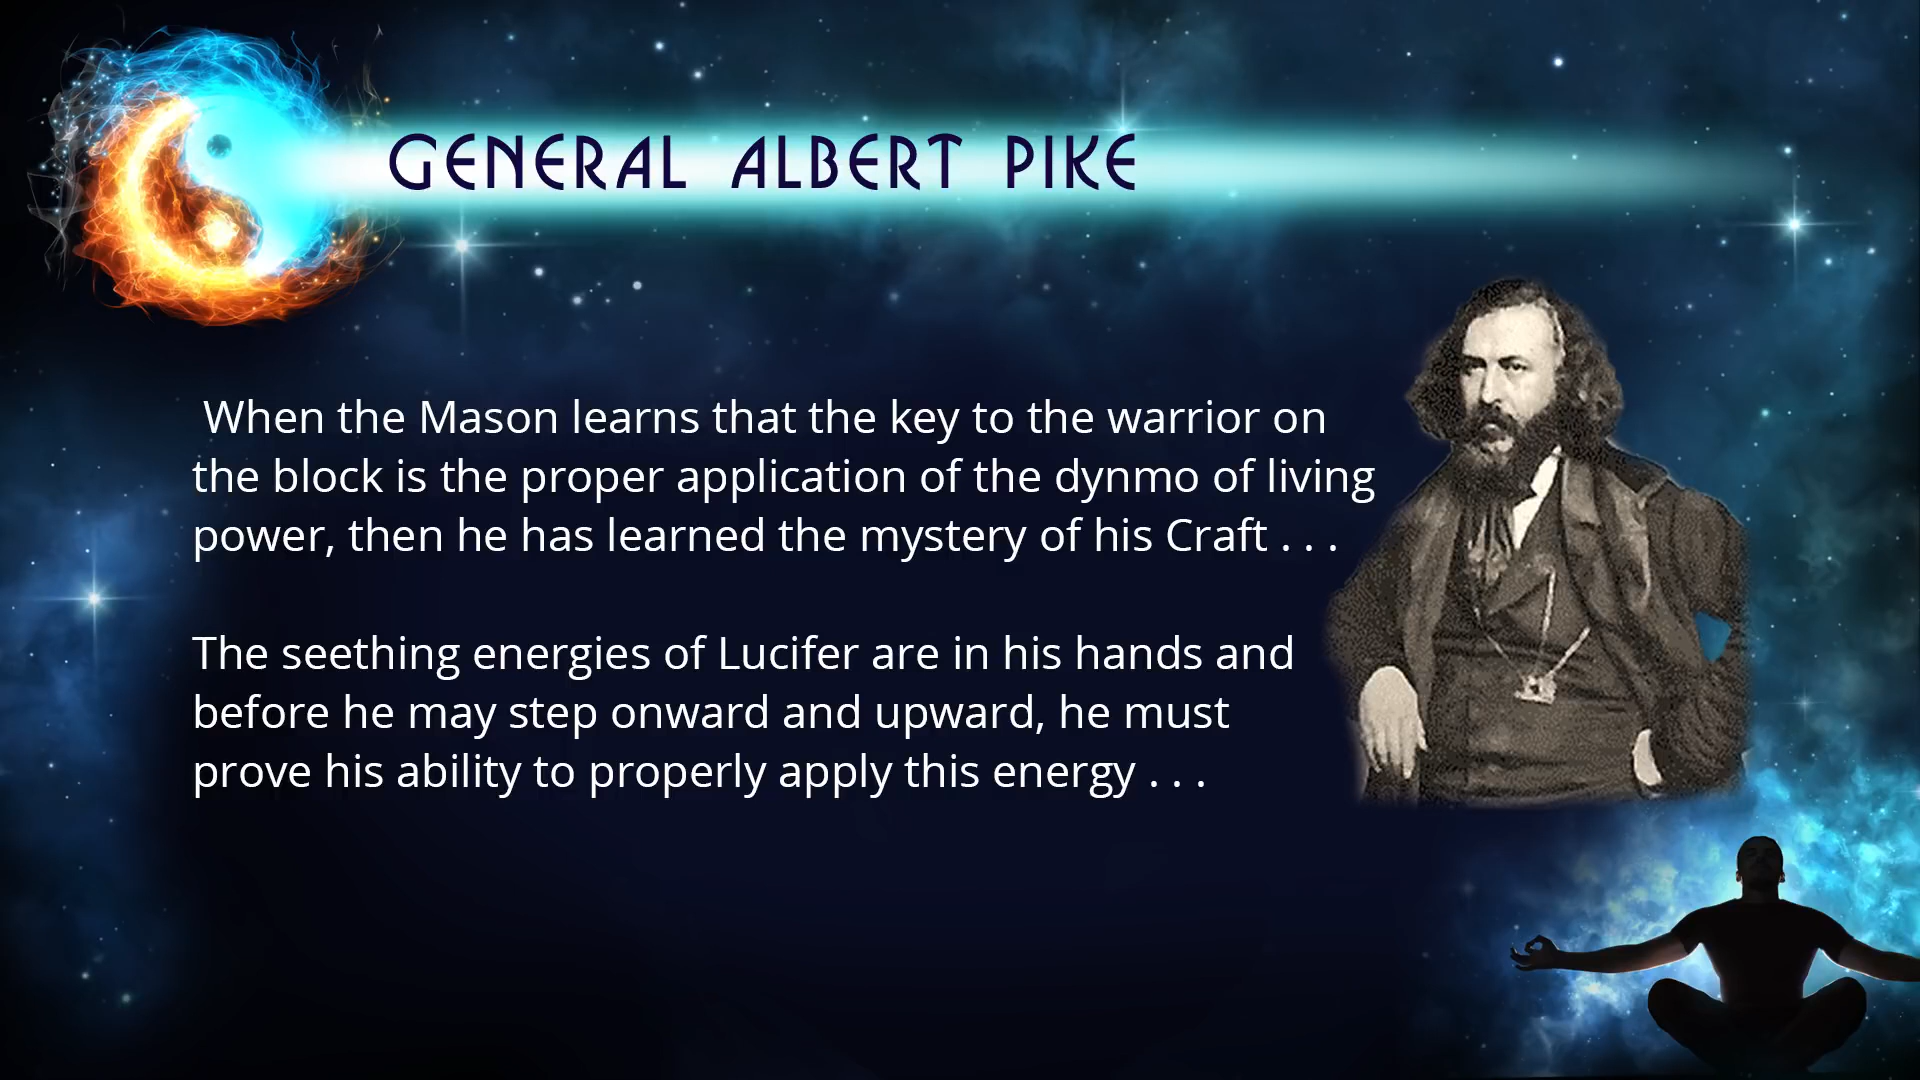 GENERAL ALBERT PIKE
When the Mason learns that the key to the warrior on
the block is the proper application of the dynmo of living
power, then he has learned the mystery of his Craft . . .
The seething energies of Lucifer are in his hands and
before he may step onward and upward, he must
prove his ability to properly apply this energy . . .